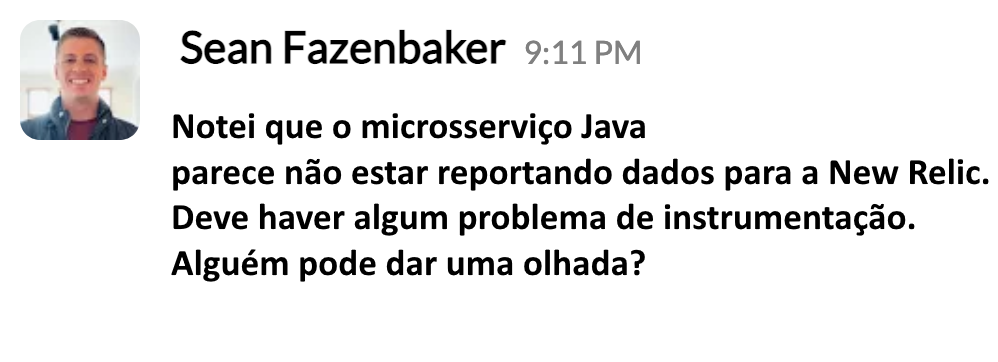 Sean Fazenbaker 9:11 PM
Notei que o microsserviço Java
parece não estar reportando dados para a New Relic.
Deve haver algum problema de instrumentação.
Alguém pode dar uma olhada?